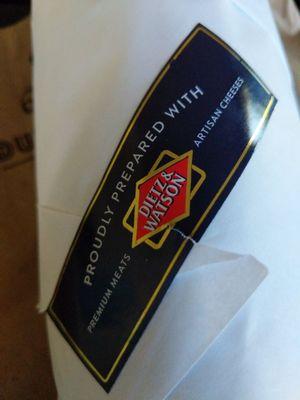 PROUDLY PREPARED WITH
DIETZ&
WATSON
PREMIUM MEATS
ARTISAN CHEESES